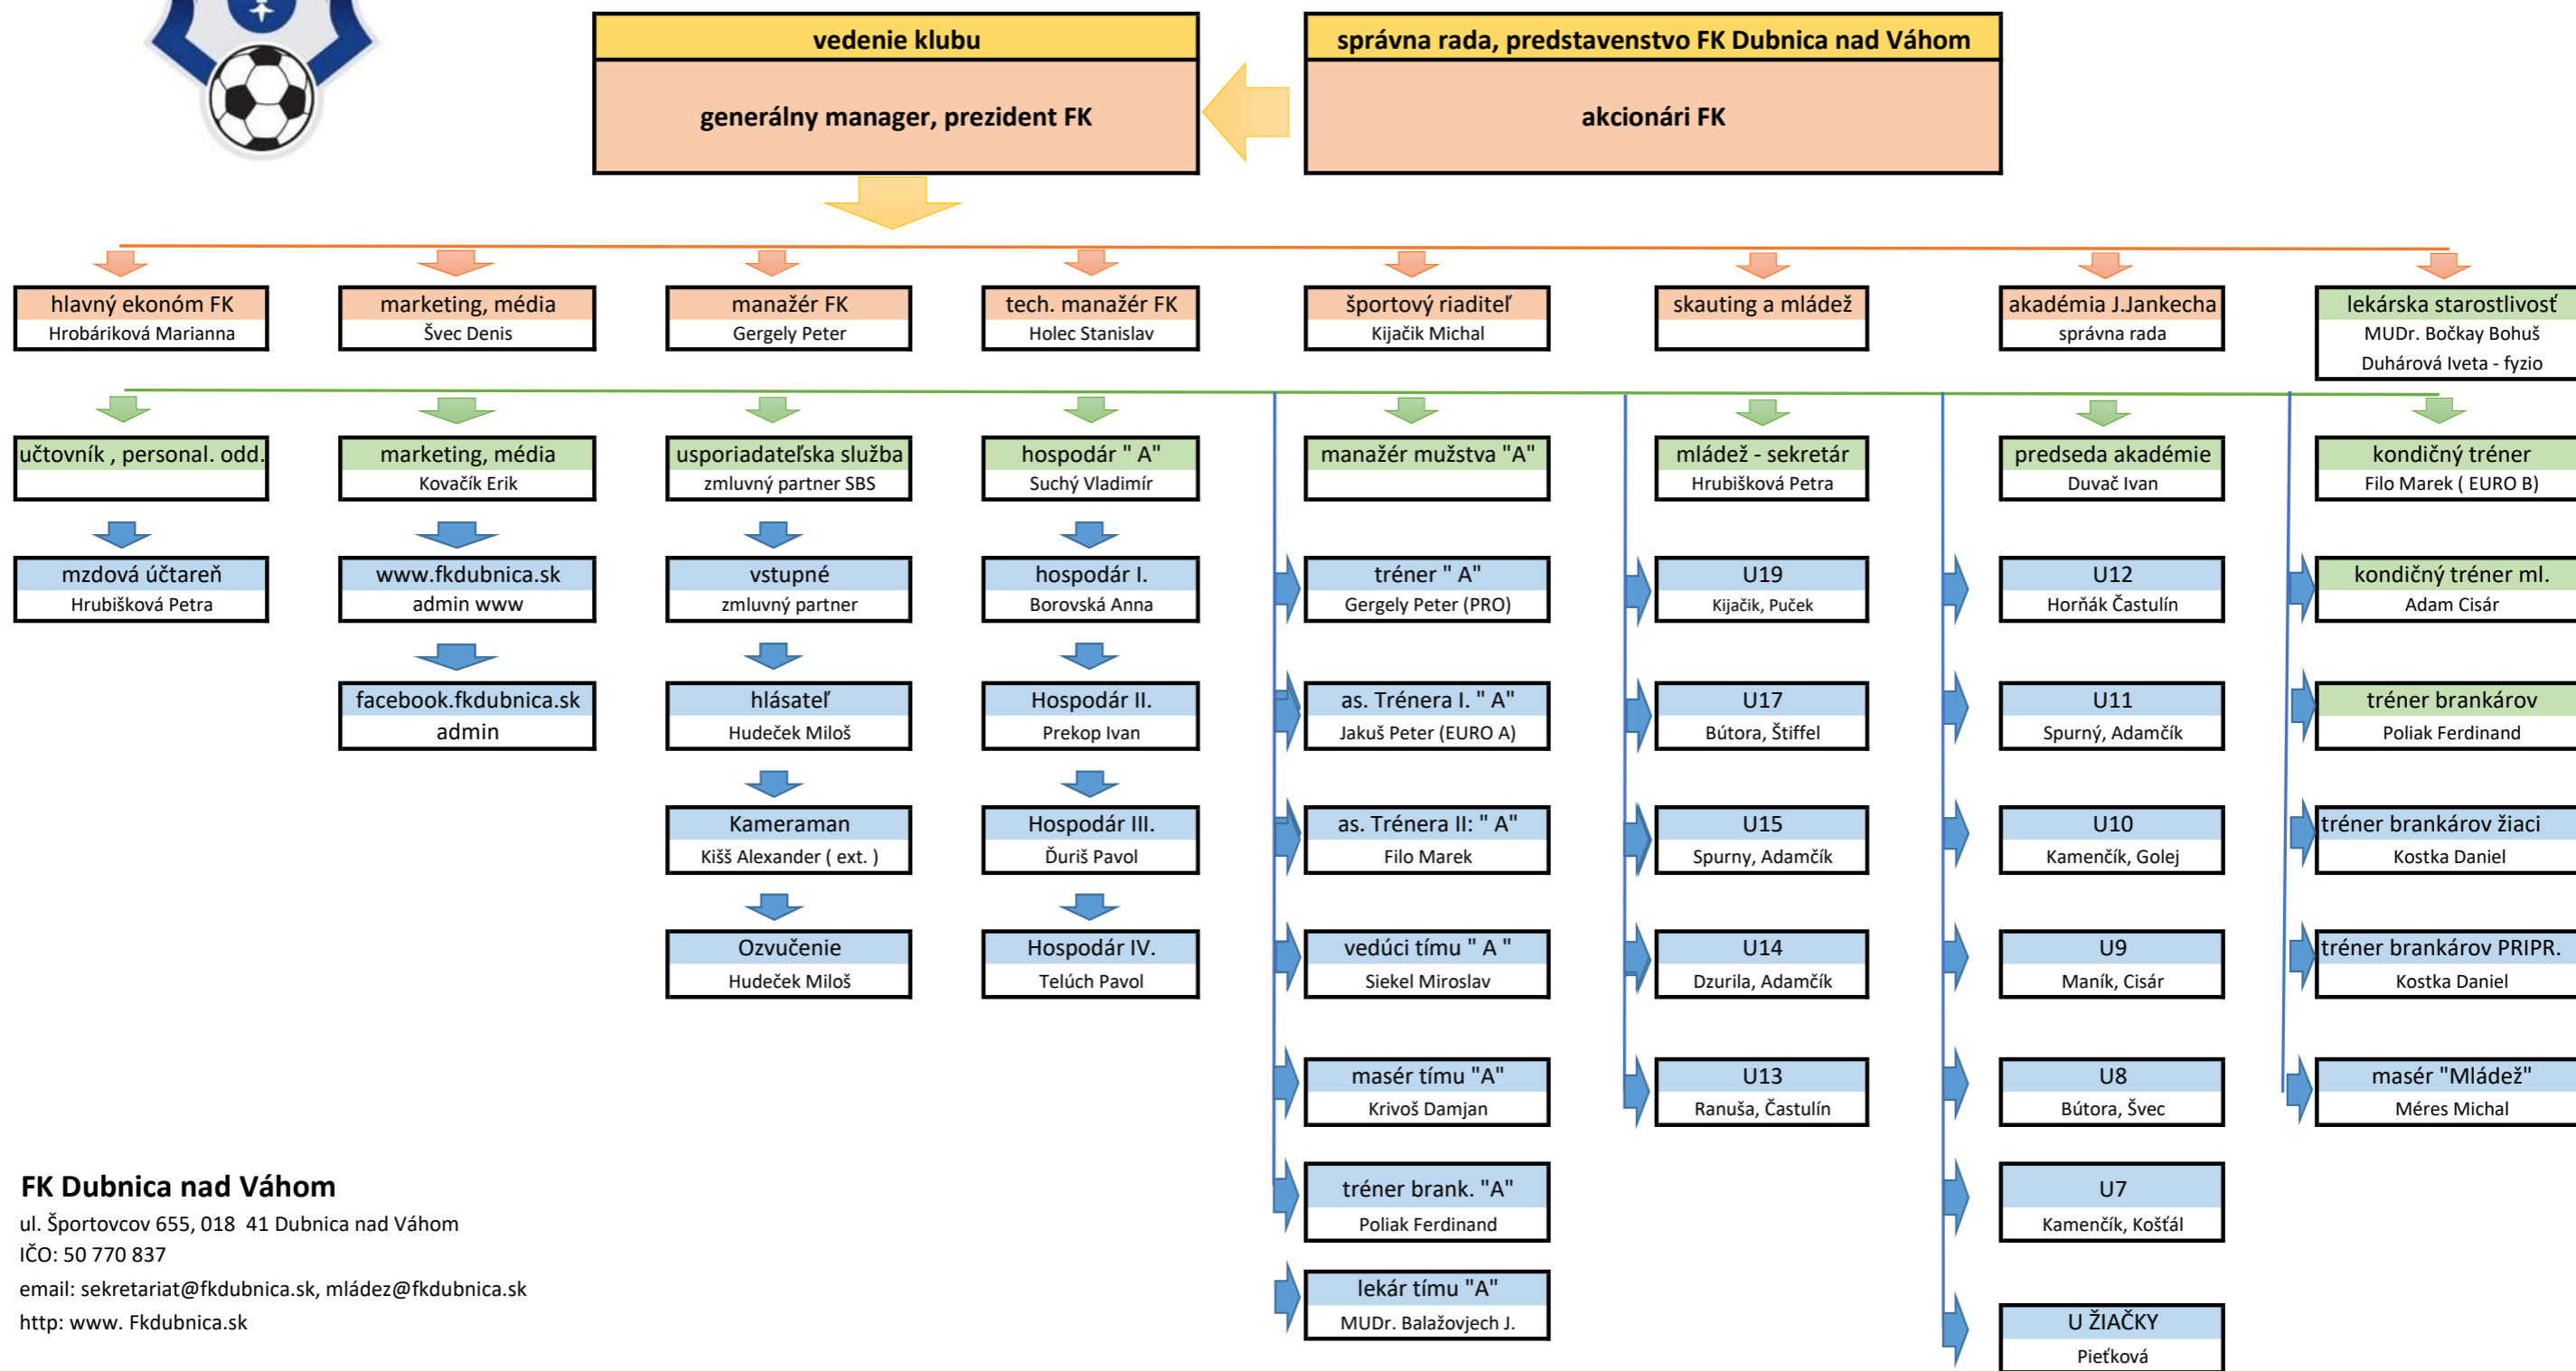 vedenie klubu
generálny manager, prezident FK
správna rada, predstavenstvo FK Dubnica nad Váhom
akcionári FK
hlavný ekonóm FK
Hrobáriková Marianna
marketing, média
Švec Denis
manažér FK
Gergely Peter
tech. manažér FK
Holec Stanislav
športový riaditeľ
Kijačik Michal
skauting a mládež
akadémia J.Jankecha
správna rada
lekárska starostlivosť
MUDr. Bočkay Bohuš
Duhárová Iveta - fyzio
učtovník , personal. odd.
marketing, média
Kovačík Erik
usporiadateľska služba
zmluvný partner SBS
hospodár " A"
Suchý Vladimír
manažér mužstva "A"
mládež - sekretár
Hrubišková Petra
predseda akadémie
Duvač Ivan
kondičný tréner
Filo Marek ( EURO B)
mzdová účtareň
Hrubišková Petra
www.fkdubnica.sk
admin www
vstupné
zmluvný partner
hospodár I.
Borovská Anna
tréner " A"
Gergely Peter (PRO)
U19
Kijačik, Puček
U12
Horňák Častulín
kondičný tréner ml.
Adam Cisár
facebook.fkdubnica.sk
admin
hlásateľ
Hudeček Miloš
Hospodár II.
Prekop Ivan
as. Trénera I. " A"
Jakuš Peter (EURO A)
U17
Bútora, Štiffel
U11
Spurný, Adamčík
tréner brankárov
Poliak Ferdinand
Kameraman
Kišš Alexander ( ext. )
Hospodár III.
Ďuriš Pavol
as. Trénera II: " A"
Filo Marek
U15
Spurny, Adamčík
U10
Kamenčík, Golej
tréner brankárov žiaci
Kostka Daniel
Ozvučenie
Hudeček Miloš
Hospodár IV.
Telúch Pavol
vedúci tímu " A "
Siekel Miroslav
U14
Dzurila, Adamčík
U9
Maník, Cisár
tréner brankárov PRIPR.
Kostka Daniel
masér tímu "A"
Krivoš Damjan
U13
Ranuša, Častulín
U8
Bútora, Švec
masér "Mládež"
Méres Michal
tréner brank. "A"
Poliak Ferdinand
U7
Kamenčík, Košťál
lekár tímu "A"
MUDr. Balažovjech J.
U ŽIAČKY
Pieťková
FK Dubnica nad Váhom
ul. Športovcov 655, 018  41 Dubnica nad Váhom
IČO: 50 770 837
email: sekretariat@fkdubnica.sk, mládez@fkdubnica.sk
http: www. Fkdubnica.sk